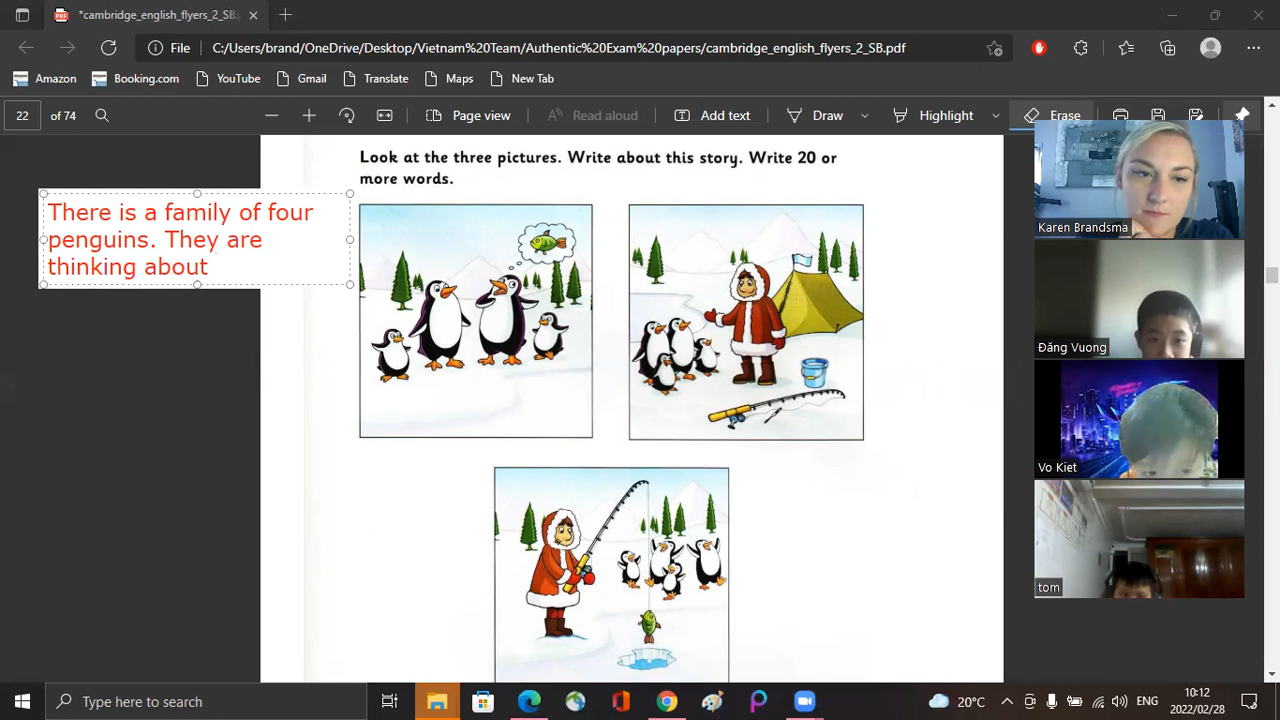 *cambridge_english_flyers_2_SB.
File
C:/Users/brand/OneDrive/Desktop/Vietnam%20Team/Authentic%20Exam%20papers/cambridge_english_flyers_2_SB.pdf
Amazon
Booking.com
YouTube
Gmail
Translate
Maps
New Tab
22 of 74
Page view
Read aloud
Add text
Draw
Highlight
Erase
Look at the three pictures. Write about this story. Write 20 or
more words.
There is a family of four
penguins. They are
thinking about
Karen Brandsma
Đăng Vuong
Vo Kiet
tom
Type here to search
20°C
ENG
10:12
2022/02/28